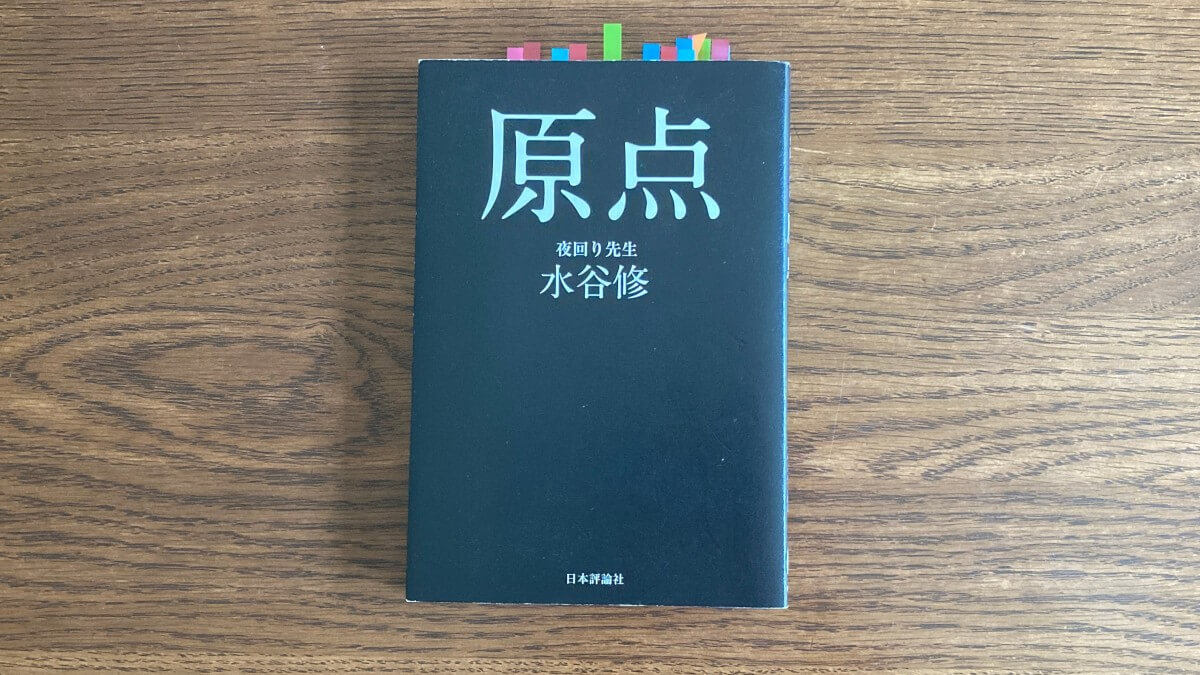 原点
夜回り先生
水谷修
日本評論社